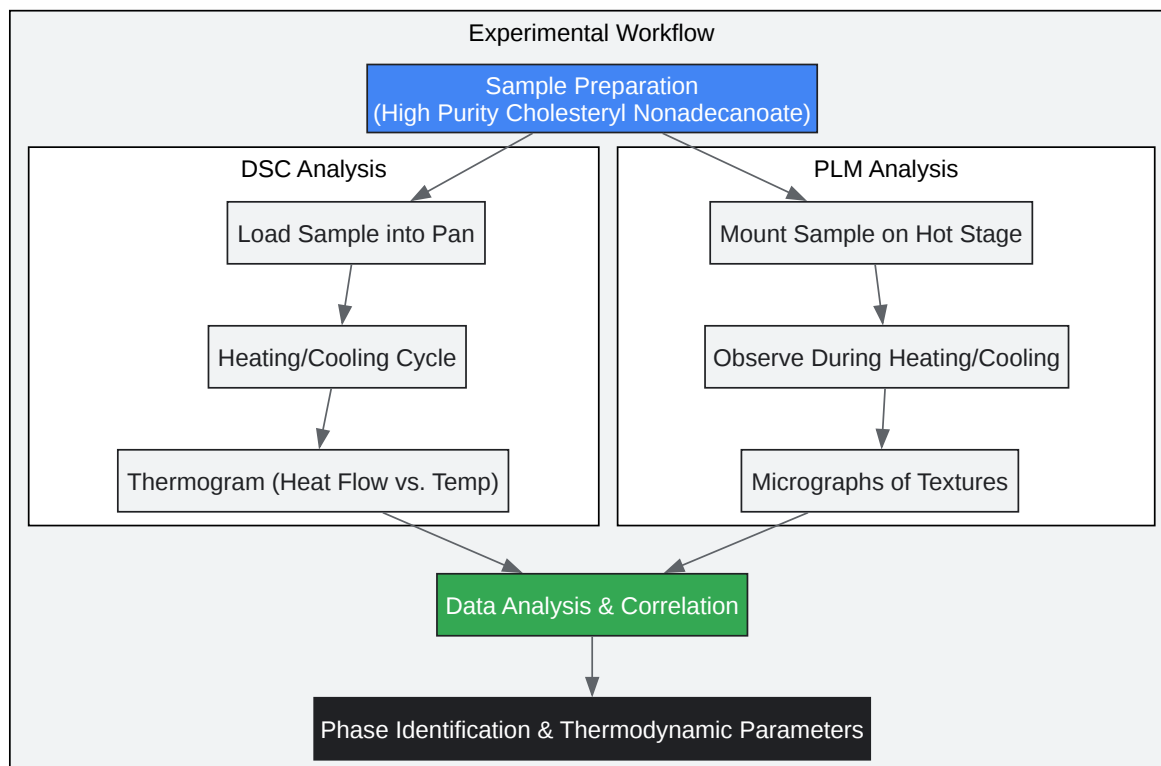 Experimental Workflow
Sample Preparation
(High Purity Cholesteryl Nonadecanoate)
DSC Analysis
Load Sample into Pan
Heating/Cooling Cycle
Thermogram (Heat Flow vs. Temp)
PLM Analysis
Mount Sample on Hot Stage
Observe During Heating/Cooling
Micrographs of Textures
Data Analysis & Correlation
Phase Identification & Thermodynamic Parameters